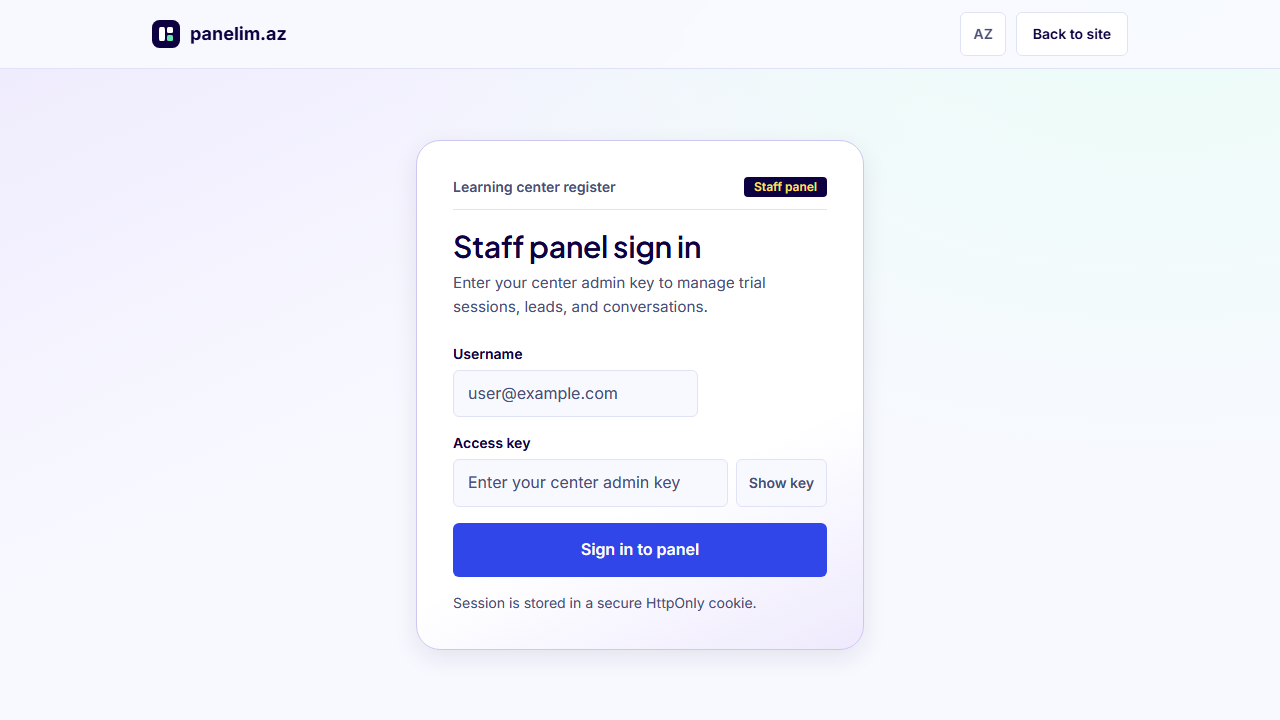 panelim.az
AZ
Back to site
Learning center register
Staff panel
Staff panel sign in
Enter your center admin key to manage trial
sessions, leads, and conversations.
Username
user@example.com
Access key
Enter your center admin key
Show key
Sign in to panel
Session is stored in a secure HttpOnly cookie.